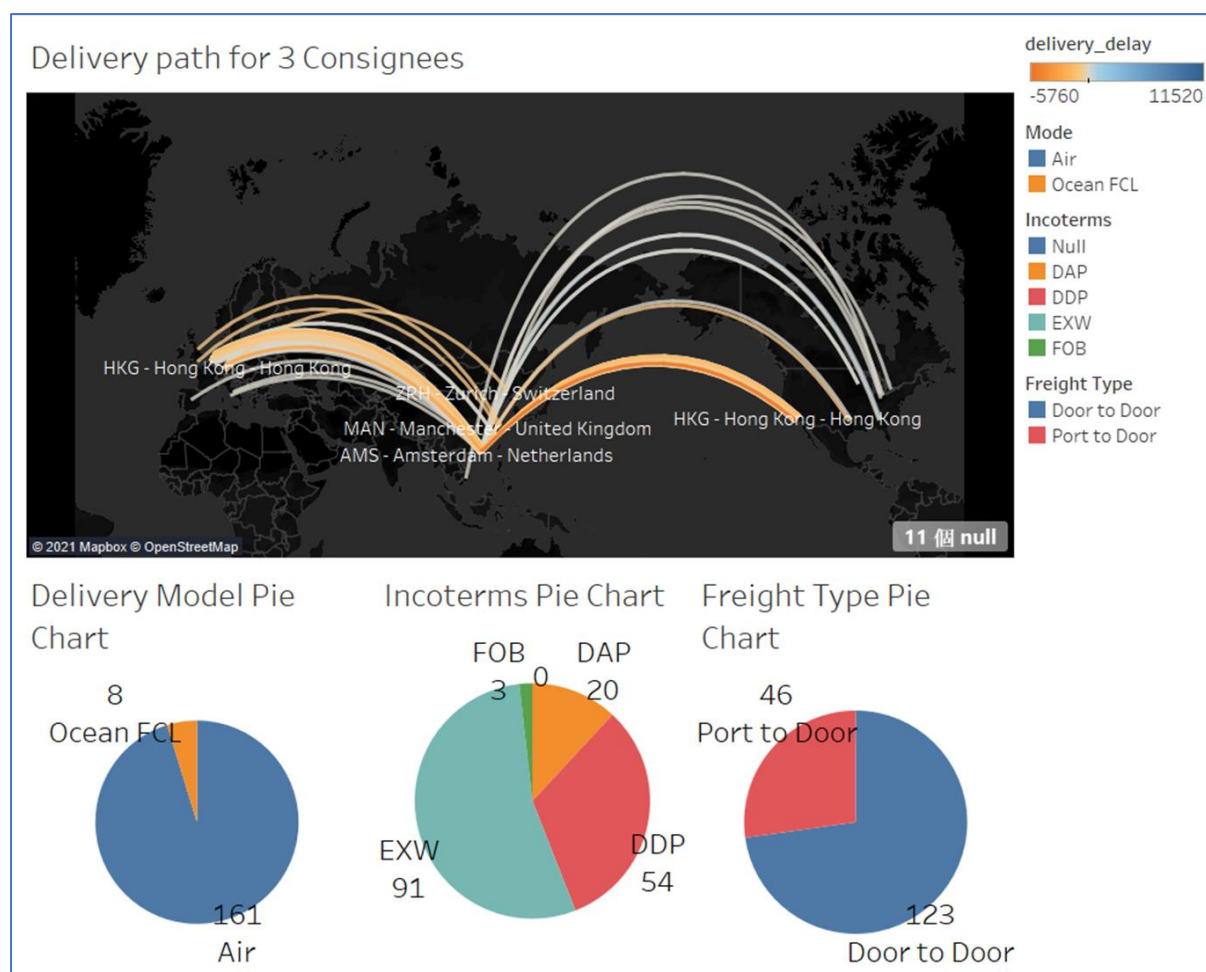 Delivery path for 3 Consignees
delivery_delay
-5760 11520
Mode
Air
Ocean FCL
Incoterms
Null
DAP
DDP
EXW
FOB
Freight Type
Door to Door
Port to Door
HKG - Hong Kong - Hong Kong
ZRH - Zurich - Switzerland
MAN - Manchester - United Kingdom
HKG - Hong Kong - Hong Kong
AMS - Amsterdam - Netherlands
© 2021 Mapbox © OpenStreetMap
11 個 null
Delivery Model Pie
Chart
8
Ocean FCL
161
Air
Incoterms Pie Chart
FOB
3
0
DAP
20
EXW
91
DDP
54
Freight Type Pie
Chart
46
Port to Door
123
Door to Door